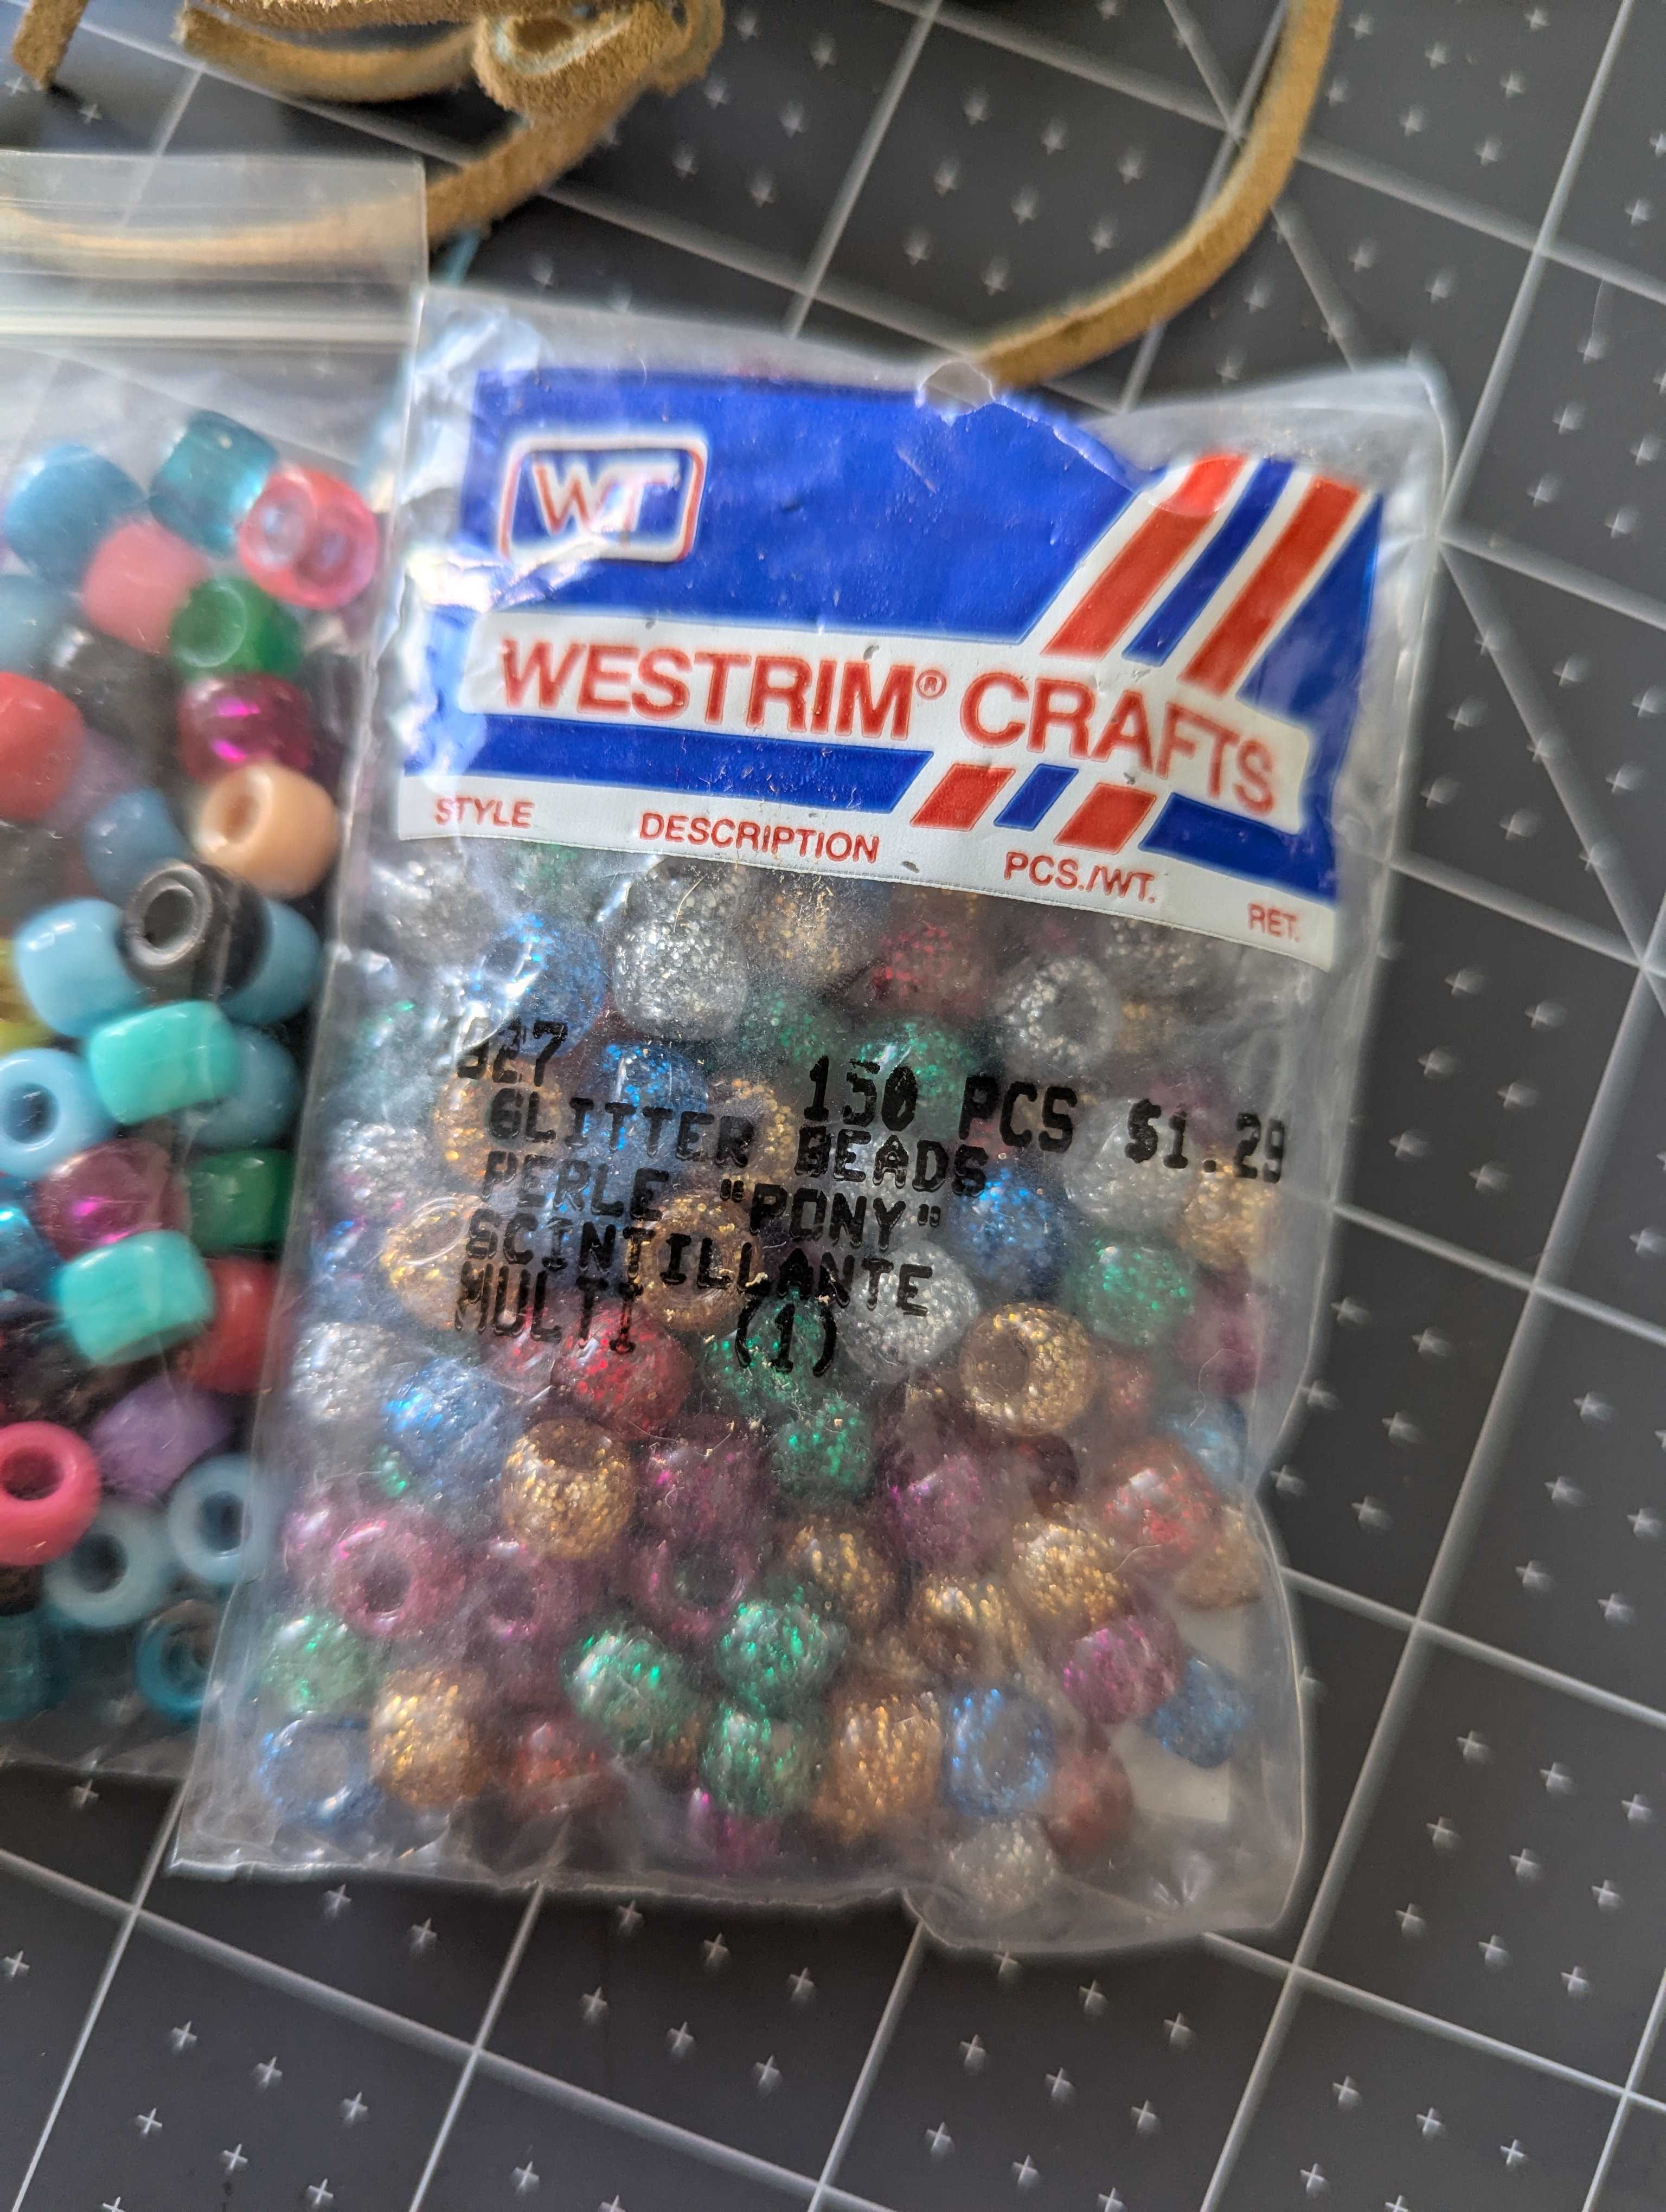 WT
WESTRIM® CRAFTS
STYLE DESCRIPTION PCS./WT. RET.
150 PCS $1.29
GLITTER BEADS
PERLE "PONY"
SCINTILLANTE
MULTI (1)